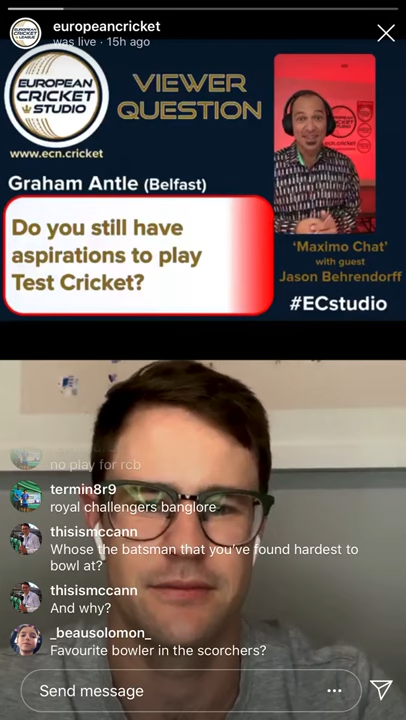 europeancricket
was live · 15h ago
EUROPEAN
CRICKET
STUDIO
www.ecn.cricket
VIEWER
QUESTION
Graham Antle (Belfast)
Do you still have
aspirations to play
Test Cricket?
'Maximo Chat'
with guest
Jason Behrendorff
#ECstudio
no play for rcb
termin8r9
royal challengers banglore
thisismccann
Whose the batsman that you've found hardest to
bowl at?
thisismccann
And why?
_beausolomon_
Favourite bowler in the scorchers?
Send message